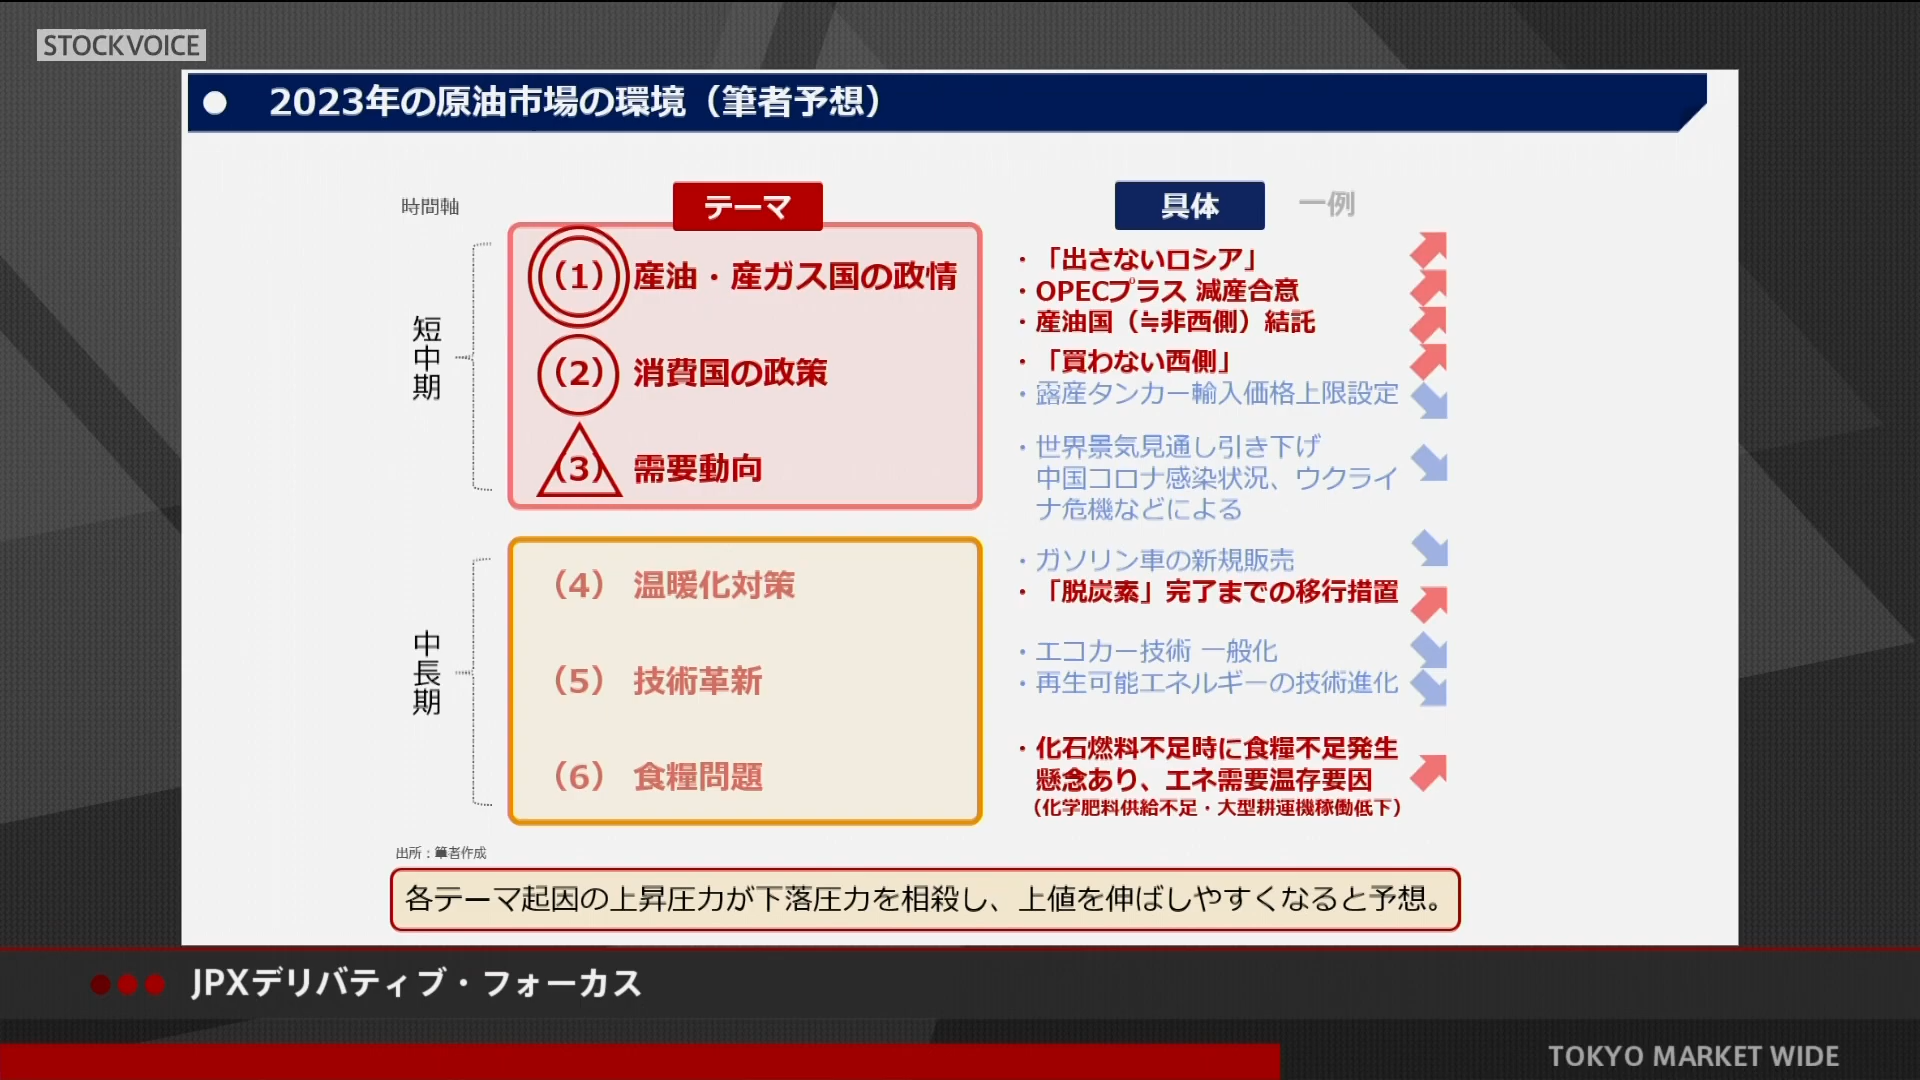 STOCKVOICE
2023年の原油市場の環境（筆者予想）
時間軸
テーマ
具体
一例
短中期
（1）産油・産ガス国の政情
（2）消費国の政策
（3）需要動向
・「出さないロシア」
・OPECプラス 減産合意
・産油国（≒非西側）結託
・「買わない西側」
・露産タンカー輸入価格上限設定
・世界景気見通し引き下げ
中国コロナ感染状況、ウクライ
ナ危機などによる
中長期
（4） 温暖化対策
（5） 技術革新
（6） 食糧問題
・ガソリン車の新規販売
・「脱炭素」完了までの移行措置
・エコカー技術 一般化
・再生可能エネルギーの技術進化
・化石燃料不足時に食糧不足発生
懸念あり、エネ需要温存要因
（化学肥料供給不足・大型耕運機稼働低下）
出所：筆者作成
各テーマ起因の上昇圧力が下落圧力を相殺し、上値を伸ばしやすくなると予想。
JPXデリバティブ・フォーカス
TOKYO MARKET WIDE